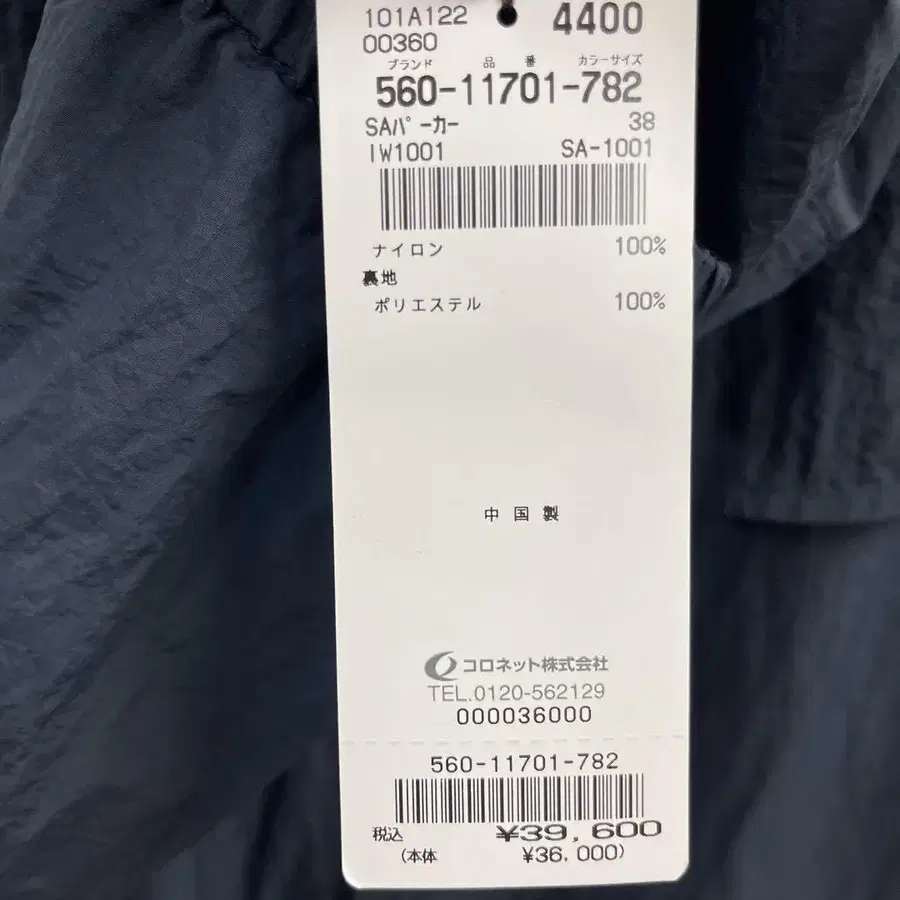 101A122 4400
00360
ブランド 品番 カラーサイズ
560-11701-782
SAパーカー 38
IW1001 SA-1001
ナイロン 100%
裏地
ポリエステル 100%
中国製
コロネット株式会社
TEL.0120-562129
000036000
560-11701-782
税込 ¥39,600
(本体 ¥36,000)